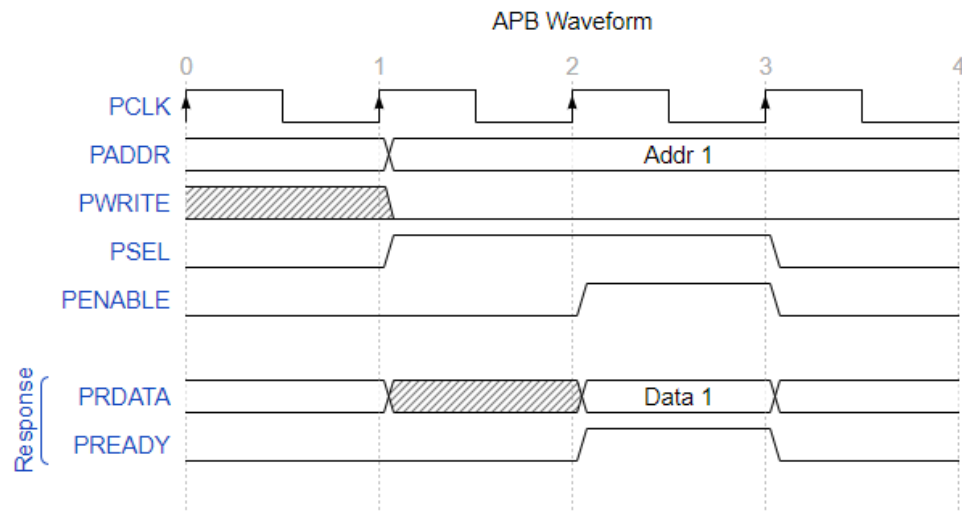 APB Waveform
0 1 2 3 4
PCLK
PADDR Addr 1
PWRITE
PSEL
PENABLE
Response
PRDATA Data 1
PREADY